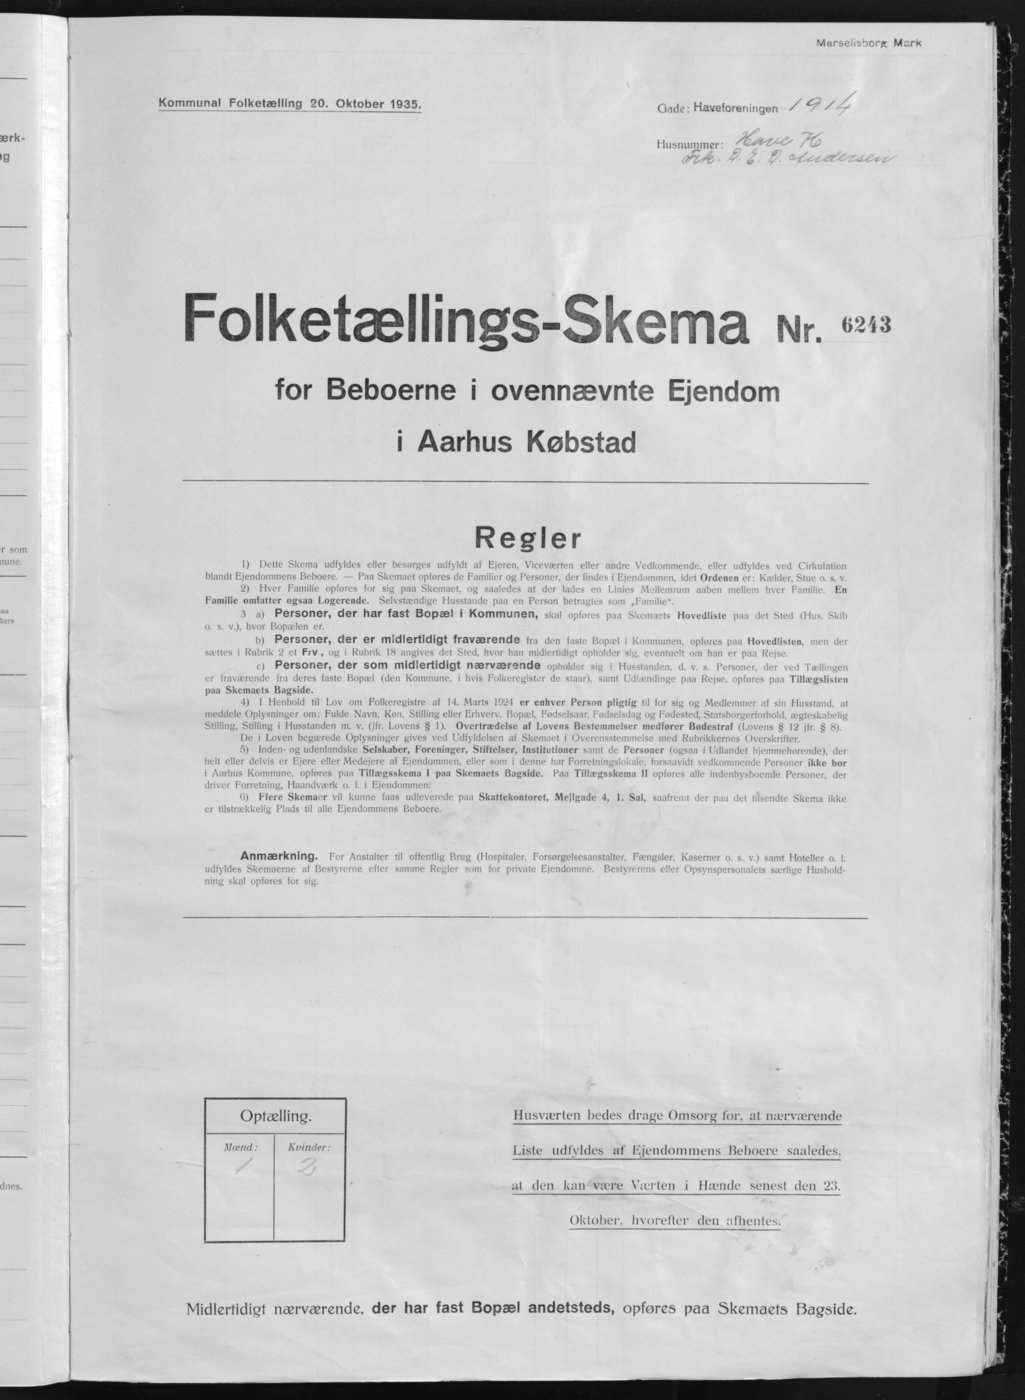 Marselisborg Mark
Kommunal Folketælling 20. Oktober 1935.
Gade: Haveforeningen 1914
Husnummer: Have H
Frk. D. E. D. Andersen
Folketællings-Skema Nr. 6243
for Beboerne i ovennævnte Ejendom
i Aarhus Købstad
Regler
1) Dette Skema udfyldes eller besørges udfyldt af Ejeren, Viceværten eller andre Vedkommende, eller udfyldes ved Cirkulation
blandt Ejendommens Beboere. — Paa Skemaet opføres de Familier og Personer, der findes i Ejendommen, idet Ordenen er: Kælder, Stue o. s. v.
2) Hver Familie opføres for sig paa Skemaet, og saaledes at der lades en Linies Mellemrum aaben mellem hver Familie. En
Familie omfatter ogsaa Logerende. Selvstændige Husstande paa en Person betragtes som „Familie“.
3 a) Personer, der har fast Bopæl i Kommunen, skal opføres paa Skemaets Hovedliste paa det Sted (Hus, Skib
o. s. v.), hvor Bopælen er.
b) Personer, der er midlertidigt fraværende fra den faste Bopæl i Kommunen, opføres paa Hovedlisten, men der
sættes i Rubrik 2 et Frv, og i Rubrik 18 angives det Sted, hvor han midlertidigt opholder sig, eventuelt om han er paa Rejse.
c) Personer, der som midlertidigt nærværende opholder sig i Husstanden, d. v. s. Personer, der ved Tællingen
er fraværende fra deres faste Bopæl (den Kommune, i hvis Folkeregister de staar), samt Udlændinge paa Rejse, opføres paa Tillægslisten
paa Skemaets Bagside.
4) I Henhold til Lov om Folkeregistre af 14. Marts 1924 er enhver Person pligtig til for sig og Medlemmer af sin Husstand, at
meddele Oplysninger om: Fulde Navn, Køn, Stilling eller Erhverv, Bopæl, Fødselsaar, Fødselsdag og Fødested, Statsborgerforhold, ægteskabelig
Stilling, Stilling i Husstanden m. v. (jfr. Lovens § 1). Overtrædelse af Lovens Bestemmelser medfører Bødestraf (Lovens § 12 jfr. § 8).
De i Loven begærede Oplysninger gives ved Udfyldelsen af Skemaet i Overensstemmelse med Rubrikkernes Overskrifter.
5) Inden- og udenlandske Selskaber, Foreninger, Stiftelser, Institutioner samt de Personer (ogsaa i Udlandet hjemmehørende), der
helt eller delvis er Ejere eller Medejere af Ejendommen, eller som i denne har Forretningslokale, forsaavidt vedkommende Personer ikke bor
i Aarhus Kommune, opføres paa Tillægsskema I paa Skemaets Bagside. Paa Tillægsskema II opføres alle indenbysboende Personer, der
driver Forretning, Haandværk o. l. i Ejendommen.
6) Flere Skemaer vil kunne faas udleverede paa Skattekontoret, Mejlgade 4, 1. Sal, saafremt der paa det tilsendte Skema ikke
er tilstrækkelig Plads til alle Ejendommens Beboere.
Anmærkning. For Anstalter til offentlig Brug (Hospitaler, Forsørgelsesanstalter, Fængsler, Kaserner o. s. v.) samt Hoteller o. l.
udfyldes Skemaerne af Bestyrerne efter samme Regler som for private Ejendomme. Bestyrerens eller Opsynspersonalets særlige Hushold-
ning skal opføres for sig.
Optælling.
Mænd: Kvinder:
1 3
Husværten bedes drage Omsorg for, at nærværende
Liste udfyldes af Ejendommens Beboere saaledes,
at den kan være Værten i Hænde senest den 23.
Oktober, hvorefter den afhentes.
Midlertidigt nærværende, der har fast Bopæl andetsteds, opføres paa Skemaets Bagside.